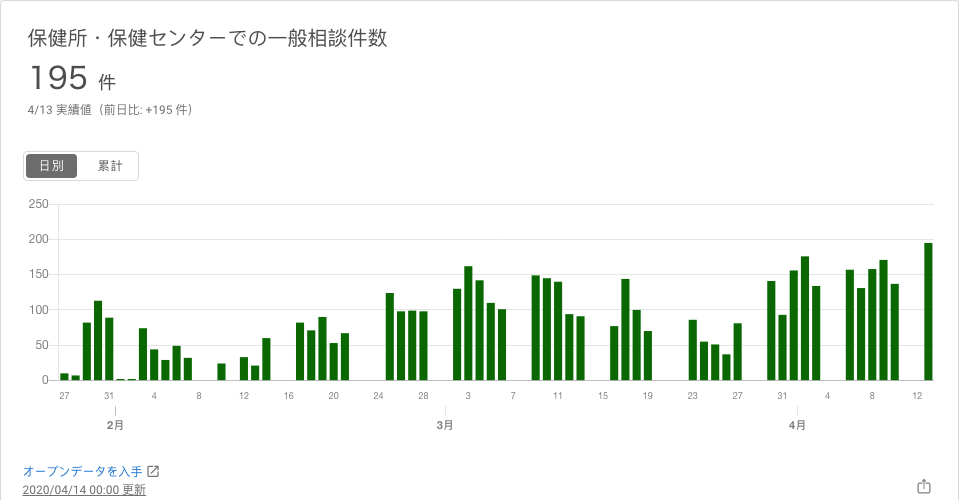 保健所・保健センターでの一般相談件数
195 件
4/13 実績値（前日比: +195 件）
日別 累計
250
200
150
100
50
0
27 31 4 8 12 16 20 24 28 3 7 11 15 19 23 27 31 4 8 12
2月 3月 4月
オープンデータを入手
2020/04/14 00:00 更新